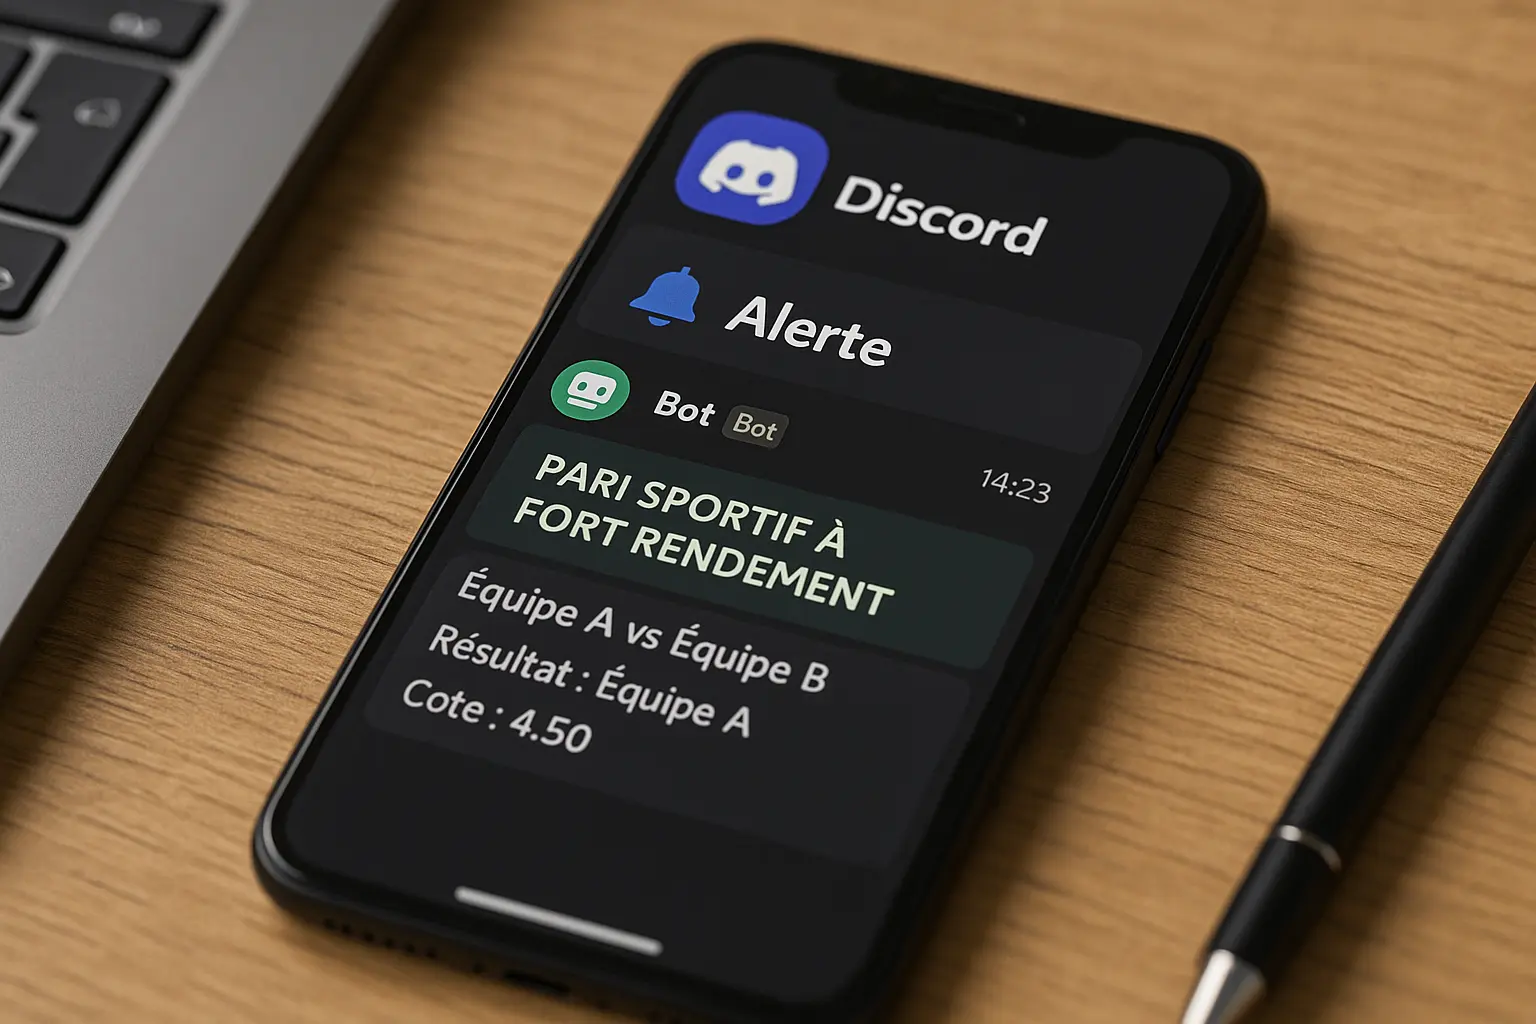 Discord
Alerte
Bot Bot
14:23
PARI SPORTIF À
FORT RENDEMENT
Équipe A vs Équipe B
Résultat : Équipe A
Cote : 4.50